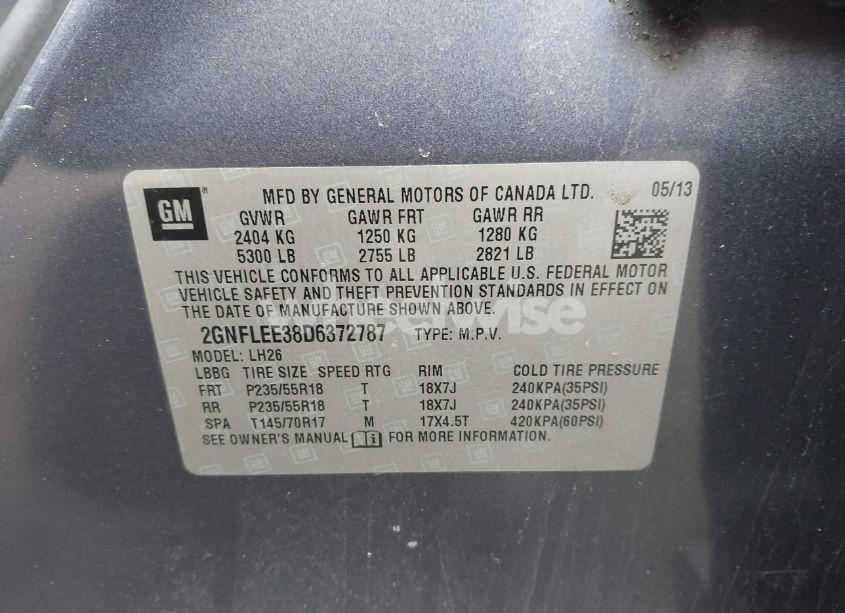 GM
MFD BY GENERAL MOTORS OF CANADA LTD. 05/13
GVWR GAWR FRT GAWR RR
2404 KG 1250 KG 1280 KG
5300 LB 2755 LB 2821 LB
THIS VEHICLE CONFORMS TO ALL APPLICABLE U.S. FEDERAL MOTOR
VEHICLE SAFETY AND THEFT PREVENTION STANDARDS IN EFFECT ON
THE DATE OF MANUFACTURE SHOWN ABOVE.
2GNFLEE38D6372787 TYPE: M.P.V.
MODEL: LH26
LBBG TIRE SIZE SPEED RTG RIM COLD TIRE PRESSURE
FRT P235/55R18 T 18X7J 240KPA(35PSI)
RR P235/55R18 T 18X7J 240KPA(35PSI)
SPA T145/70R17 M 17X4.5T 420KPA(60PSI)
SEE OWNER'S MANUAL FOR MORE INFORMATION.